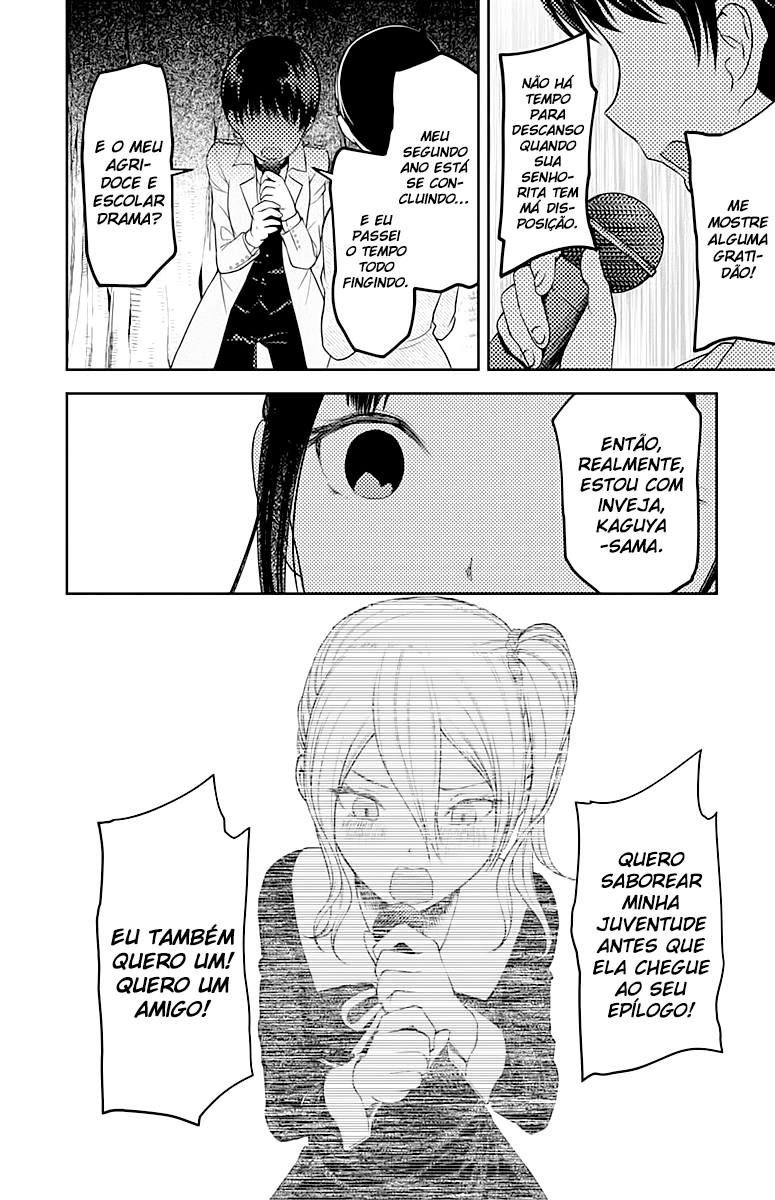 ME
MOSTRE
ALGUMA
GRATI-
DÃO!
NÃO HÁ
TEMPO
PARA
DESCANSO
QUANDO
SUA
SENHO-
RITA TEM
MÁ DIS-
POSIÇÃO.
MEU
SEGUNDO
ANO ESTÁ
SE CON-
CLUINDO...
E EU
PASSEI
O TEMPO
TODO
FINGINDO.
E O MEU
AGRI-
DOCE E
ESCOLAR
DRAMA?
ENTÃO,
REALMENTE,
ESTOU COM
INVEJA,
KAGUYA
-SAMA.
QUERO
SABOREAR
MINHA
JUVENTUDE
ANTES QUE
ELA CHEGUE
AO SEU
EPÍLOGO!
EU TAMBÉM
QUERO UM!
QUERO UM
AMIGO!